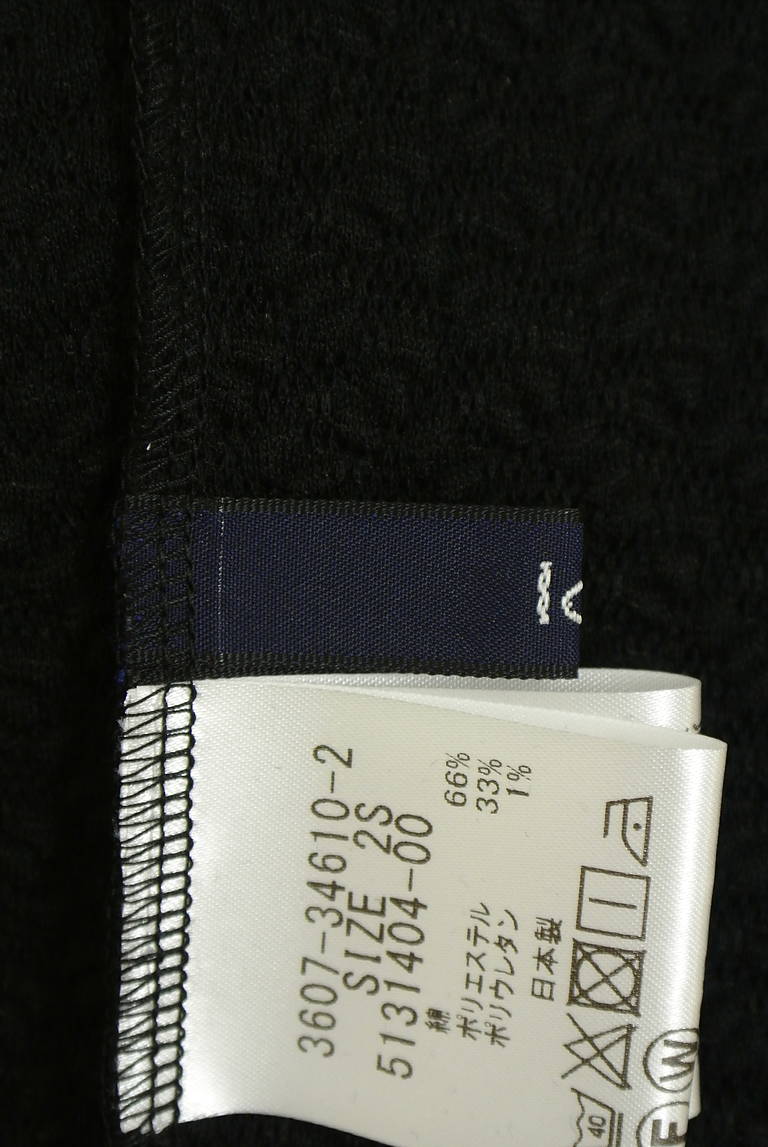 3607-34610-2
SIZE 2S
5131404-00
綿 66%
ポリエステル 33%
ポリウレタン 1%
日本製
40
W
F